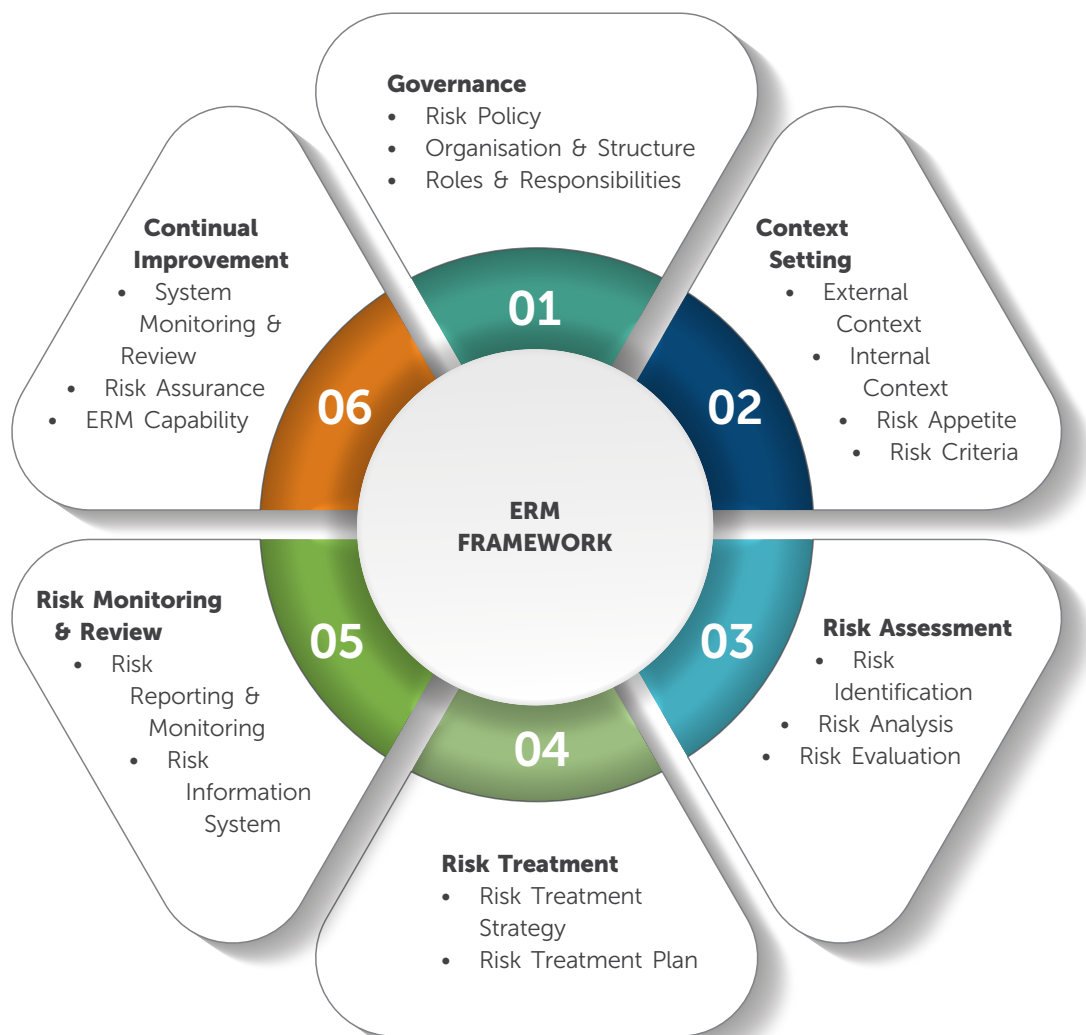 Governance
• Risk Policy
• Organisation & Structure
• Roles & Responsibilities
01
Context
Setting
• External
Context
• Internal
Context
• Risk Appetite
• Risk Criteria
02
Risk Assessment
• Risk
Identification
• Risk Analysis
• Risk Evaluation
03
Risk Treatment
• Risk Treatment
Strategy
• Risk Treatment Plan
04
Risk Monitoring
& Review
• Risk
Reporting &
Monitoring
• Risk
Information
System
05
Continual
Improvement
• System
Monitoring &
Review
• Risk Assurance
• ERM Capability
06
ERM
FRAMEWORK